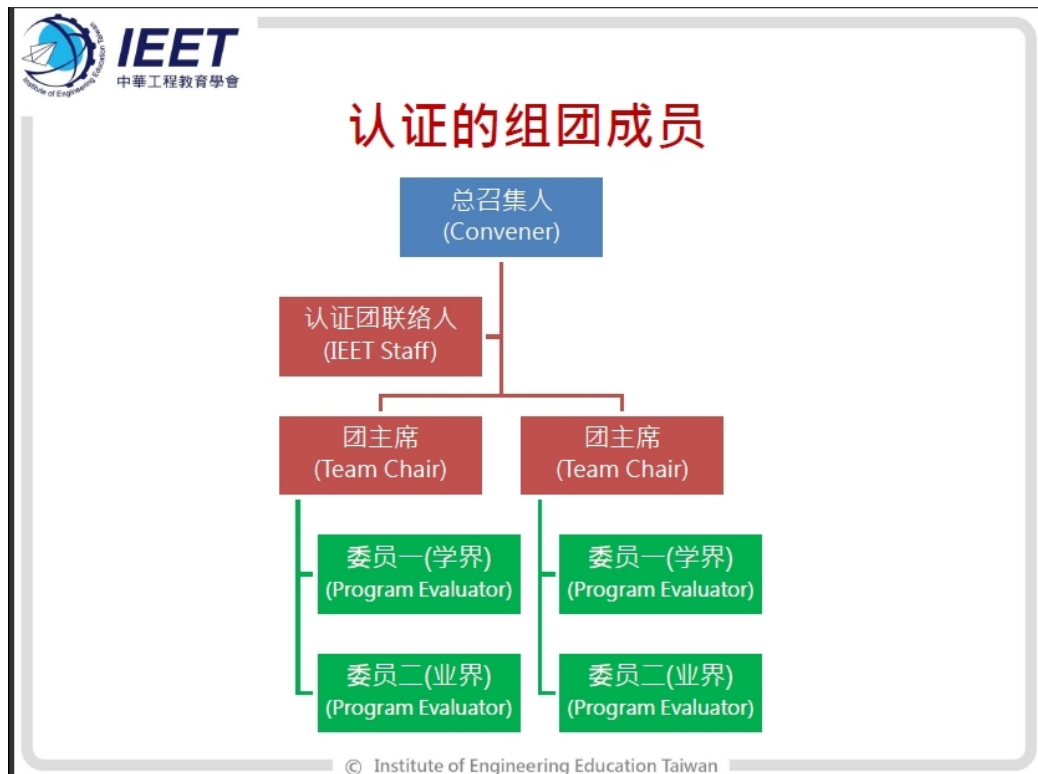 IEET
中華工程教育學會
Institute of Engineering Education Taiwan
认证的组团成员
总召集人
(Convener)
认证团联络人
(IEET Staff)
团主席
(Team Chair)
团主席
(Team Chair)
委员一(学界)
(Program Evaluator)
委员一(学界)
(Program Evaluator)
委员二(业界)
(Program Evaluator)
委员二(业界)
(Program Evaluator)
© Institute of Engineering Education Taiwan